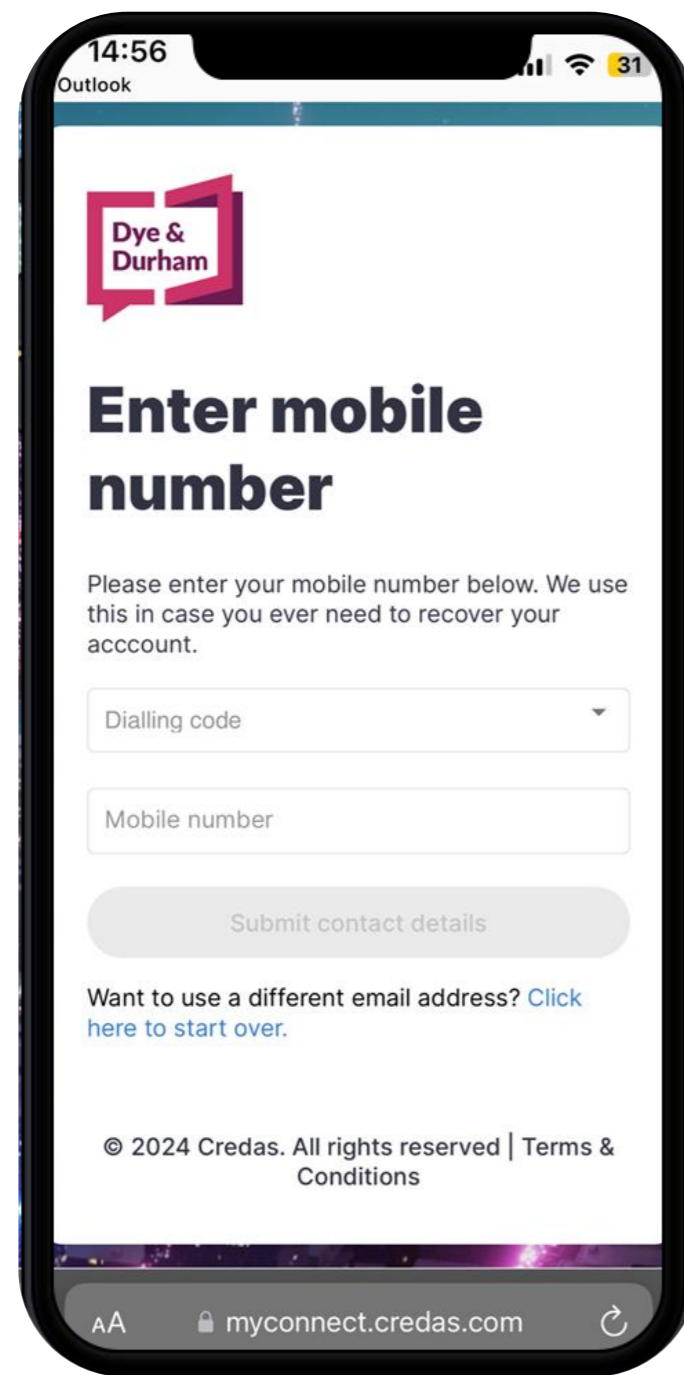 14:56
31
Outlook
Dye &
Durham
Enter mobile
number
Please enter your mobile number below. We use
this in case you ever need to recover your
acccount.
Dialling code
Mobile number
Submit contact details
Want to use a different email address? Click
here to start over.
© 2024 Credas. All rights reserved | Terms &
Conditions
AA myconnect.credas.com